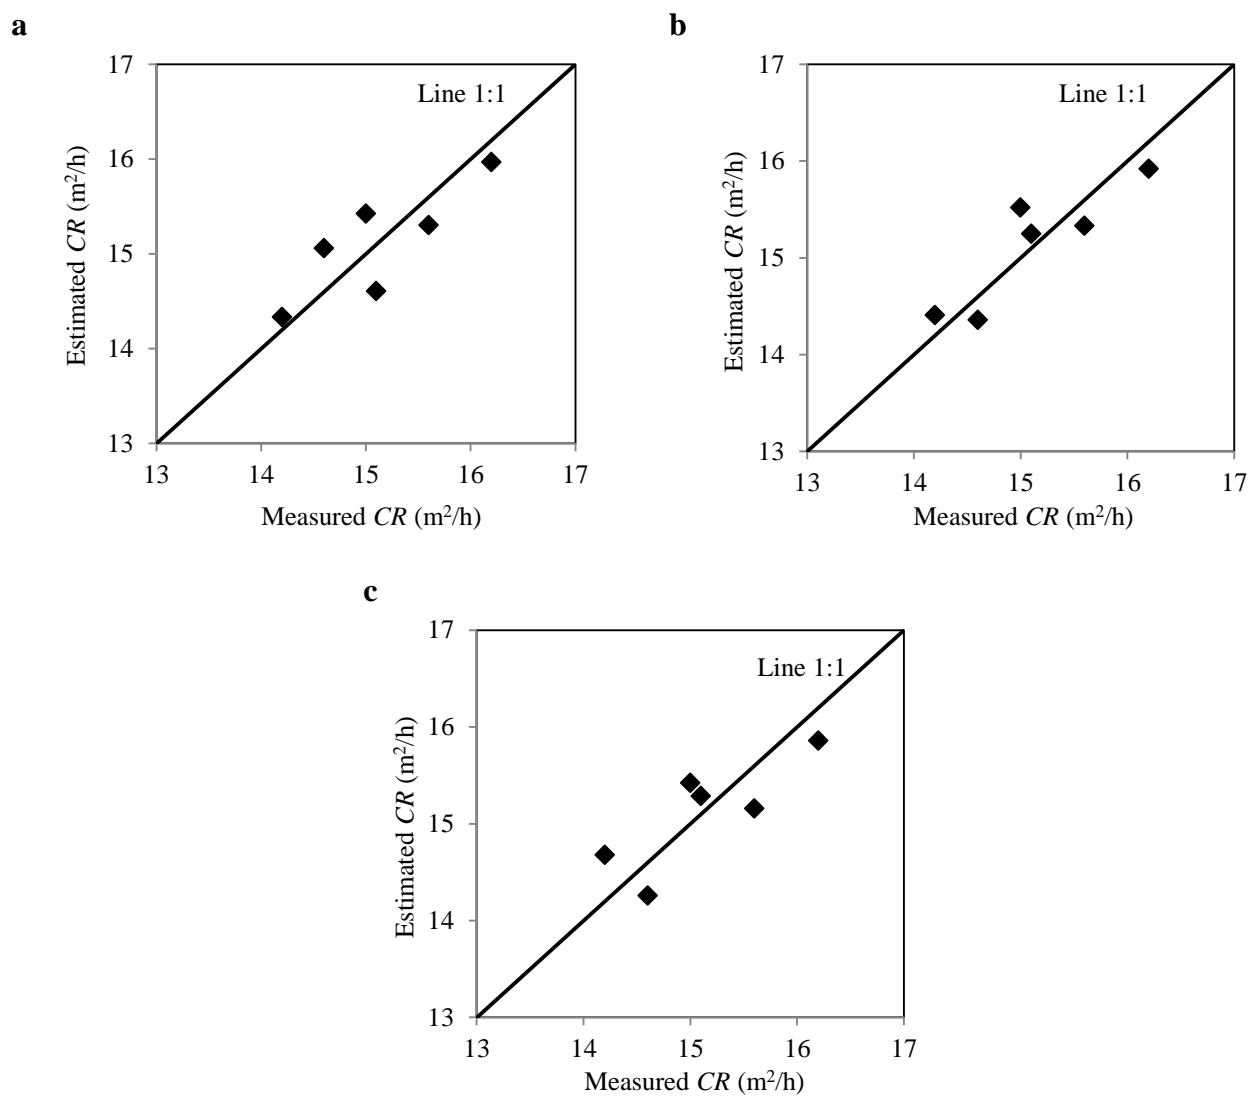 a
17
16
15
14
13
Estimated CR (m²/h)
Line 1:1
13 14 15 16 17
Measured CR (m²/h)
b
17
16
15
14
13
Estimated CR (m²/h)
Line 1:1
13 14 15 16 17
Measured CR (m²/h)
c
17
16
15
14
13
Estimated CR (m²/h)
Line 1:1
13 14 15 16 17
Measured CR (m²/h)